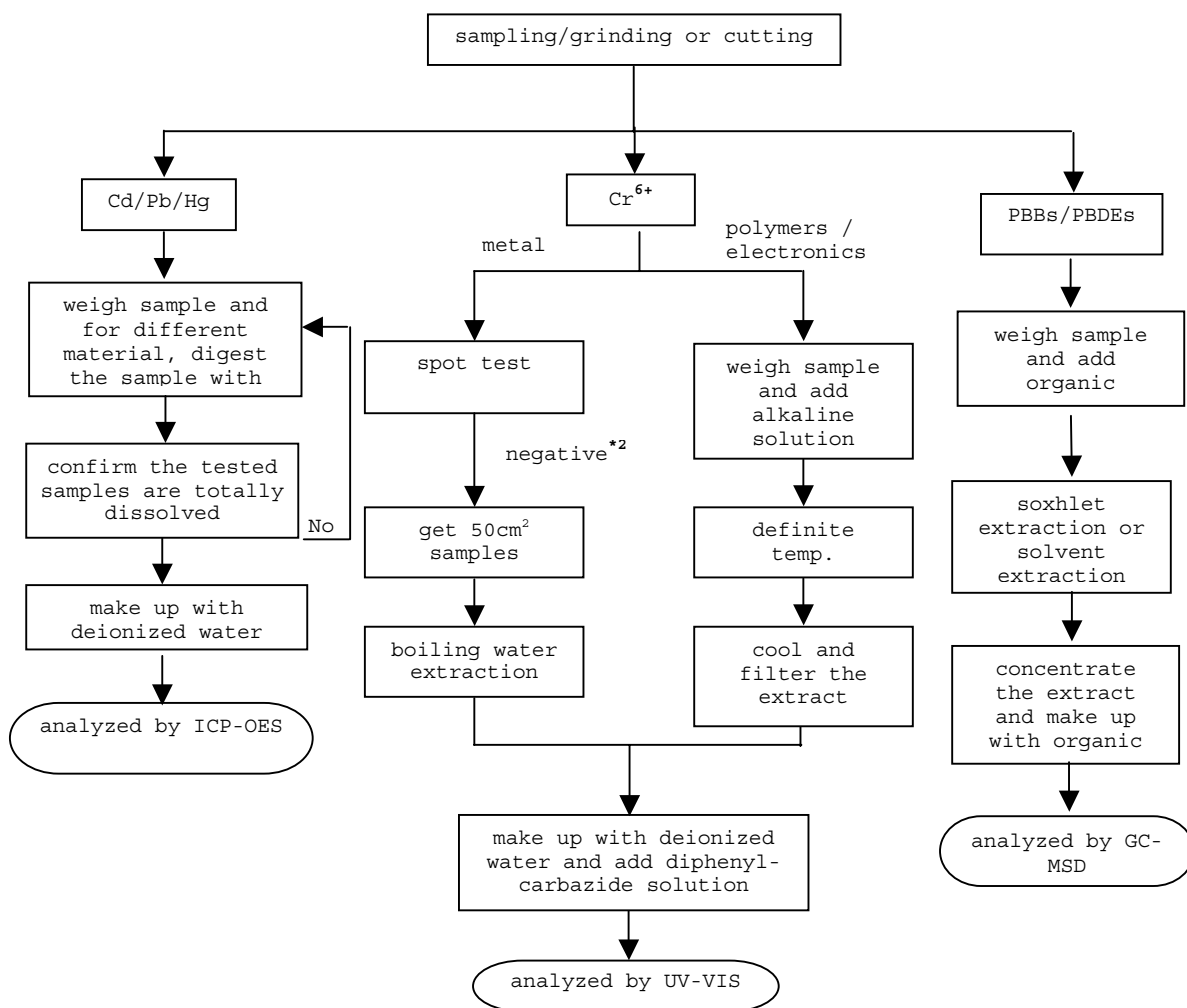 sampling/grinding or cutting
Cd/Pb/Hg
weigh sample and
for different
material, digest
the sample with
confirm the tested
samples are totally
dissolved
No
make up with
deionized water
analyzed by ICP-OES
Cr⁶⁺
metal
spot test
negative*²
get 50cm²
samples
boiling water
extraction
polymers /
electronics
weigh sample
and add
alkaline
solution
definite
temp.
cool and
filter the
extract
make up with deionized
water and add diphenyl-
carbazide solution
analyzed by UV-VIS
PBBs/PBDEs
weigh sample
and add
organic
soxhlet
extraction or
solvent
extraction
concentrate
the extract
and make up
with organic
analyzed by GC-
MSD